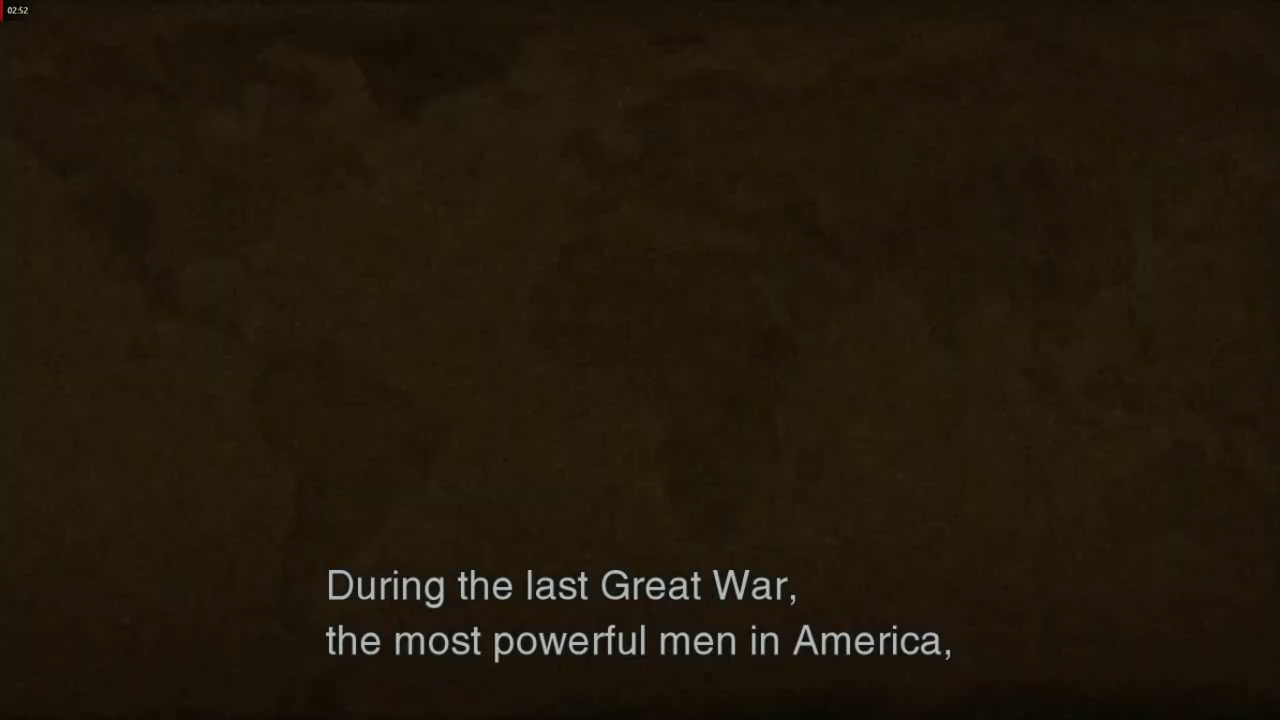 02:52
During the last Great War,
the most powerful men in America,